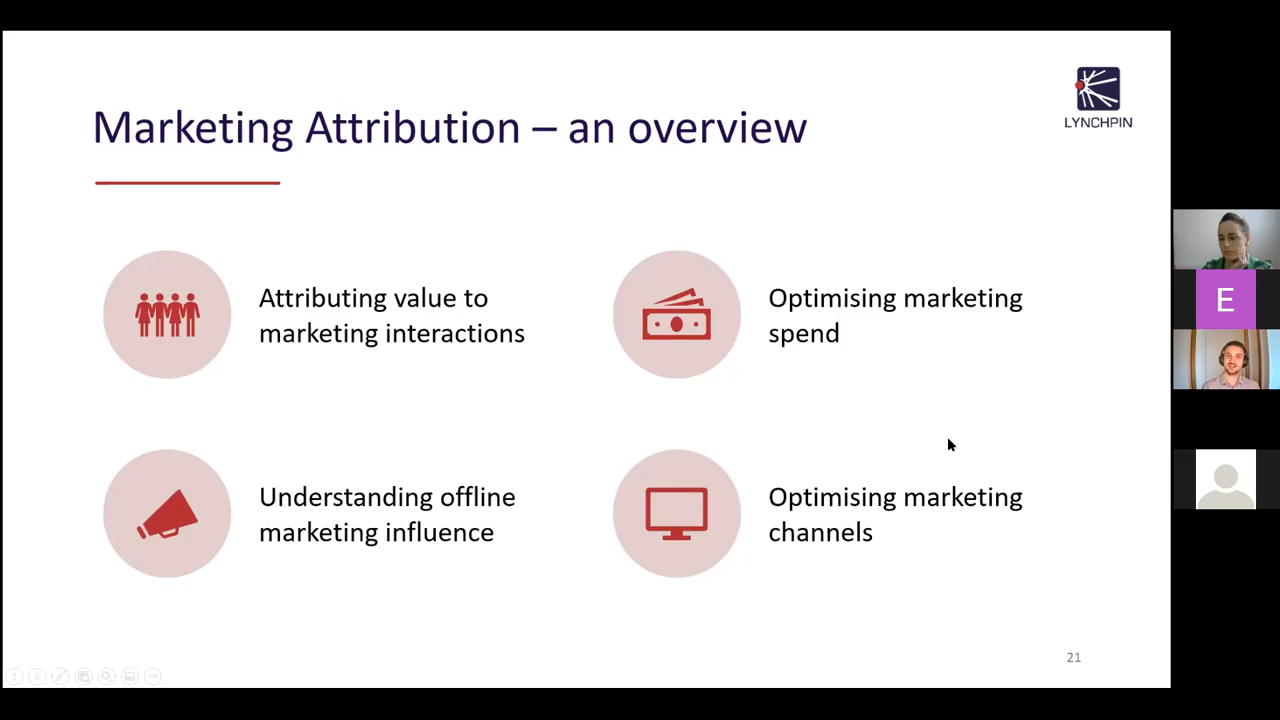 LYNCHPIN
Marketing Attribution – an overview
Attributing value to
marketing interactions
Optimising marketing
spend
E
Understanding offline
marketing influence
Optimising marketing
channels
21